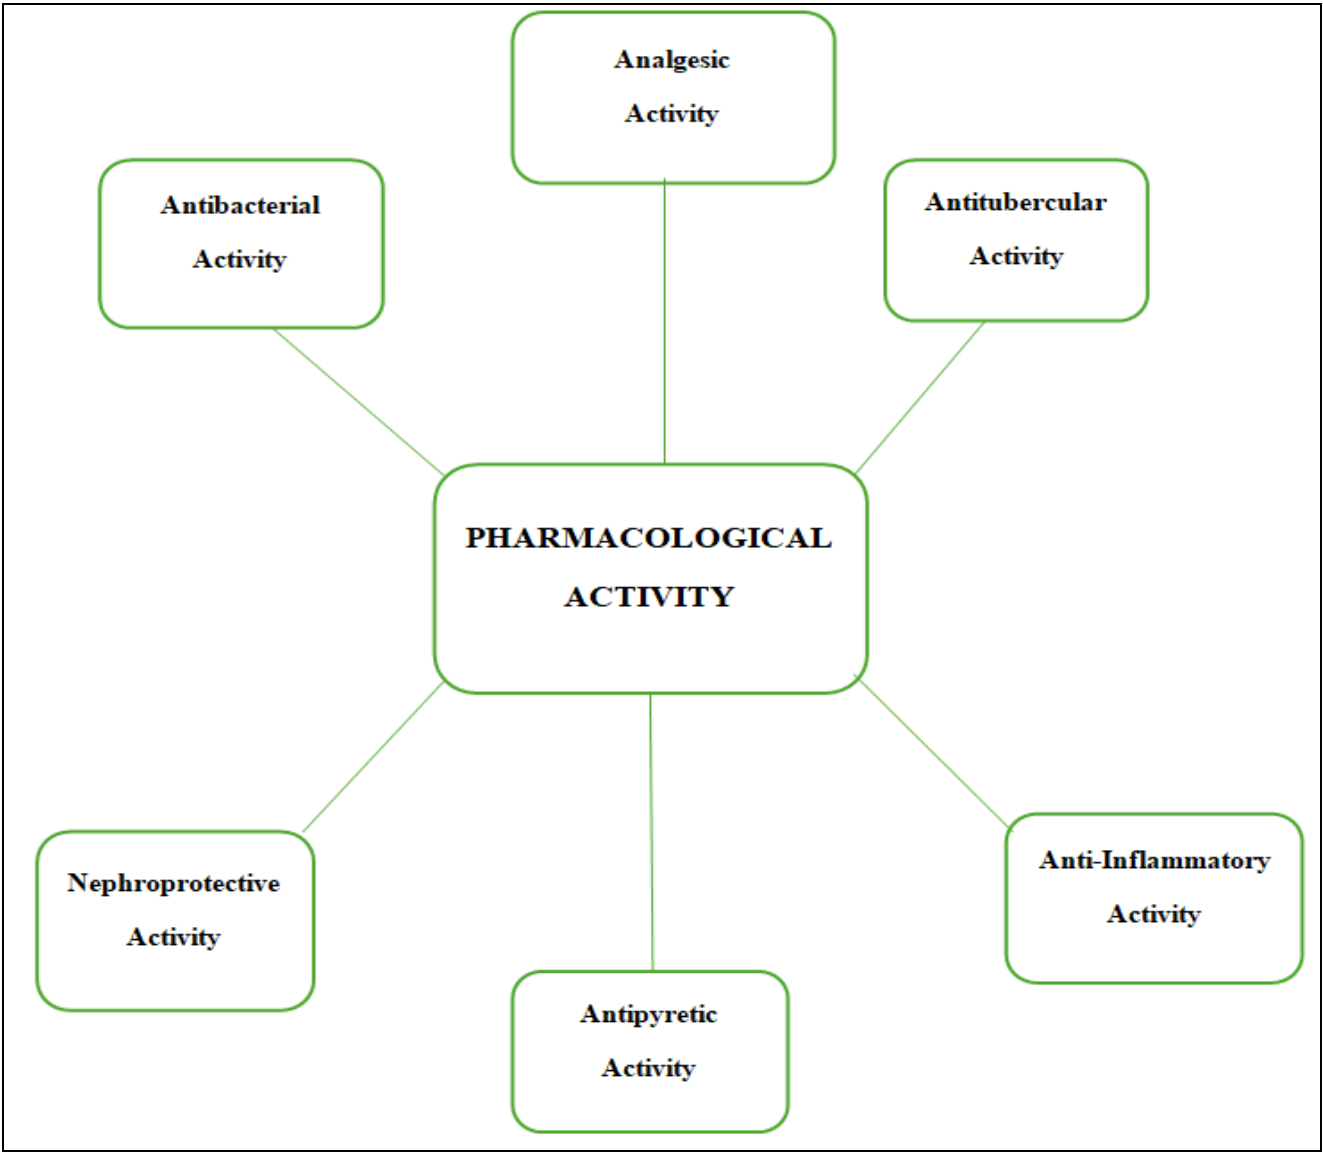 Analgesic
Activity
Antibacterial
Activity
Antitubercular
Activity
PHARMACOLOGICAL
ACTIVITY
Nephroprotective
Activity
Anti-Inflammatory
Activity
Antipyretic
Activity